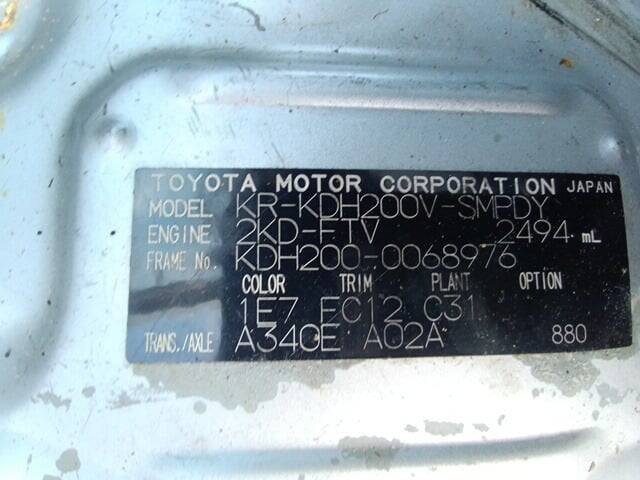 TOYOTA MOTOR CORPORATION JAPAN
MODEL KR-KDH200V-SMPDY
ENGINE 2KD-FTV 2494 mL
FRAME No. KDH200-0068976
COLOR TRIM PLANT OPTION
1E7 FC12 C31
TRANS./AXLE A340E A02A 880